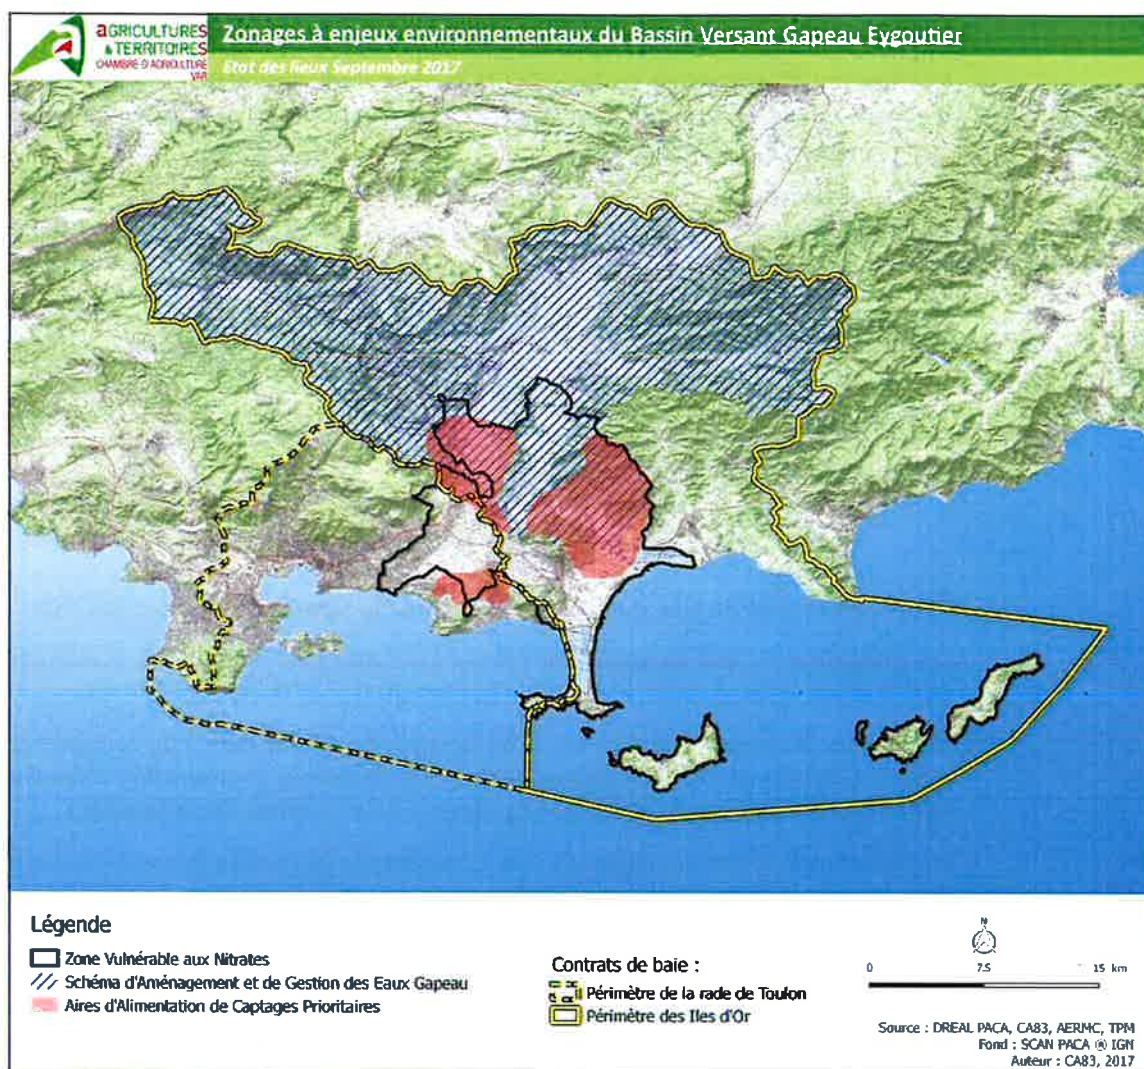 AGRICULTURES
& TERRITOIRES
CHAMBRE D'AGRICULTURE
VAR
Zonages à enjeux environnementaux du Bassin Versant Gapeau Eygoutier
Etat des lieux Septembre 2017
Légende
Zone Vulnérable aux Nitrates
Schéma d'Aménagement et de Gestion des Eaux Gapeau
Aires d'Alimentation de Captages Prioritaires
Contrats de baie :
Périmètre de la rade de Toulon
Périmètre des Iles d'Or
N
0 7.5 15 km
Source : DREAL PACA, CA83, AERMC, TPM
Fond : SCAN PACA ® IGN
Auteur : CA83, 2017